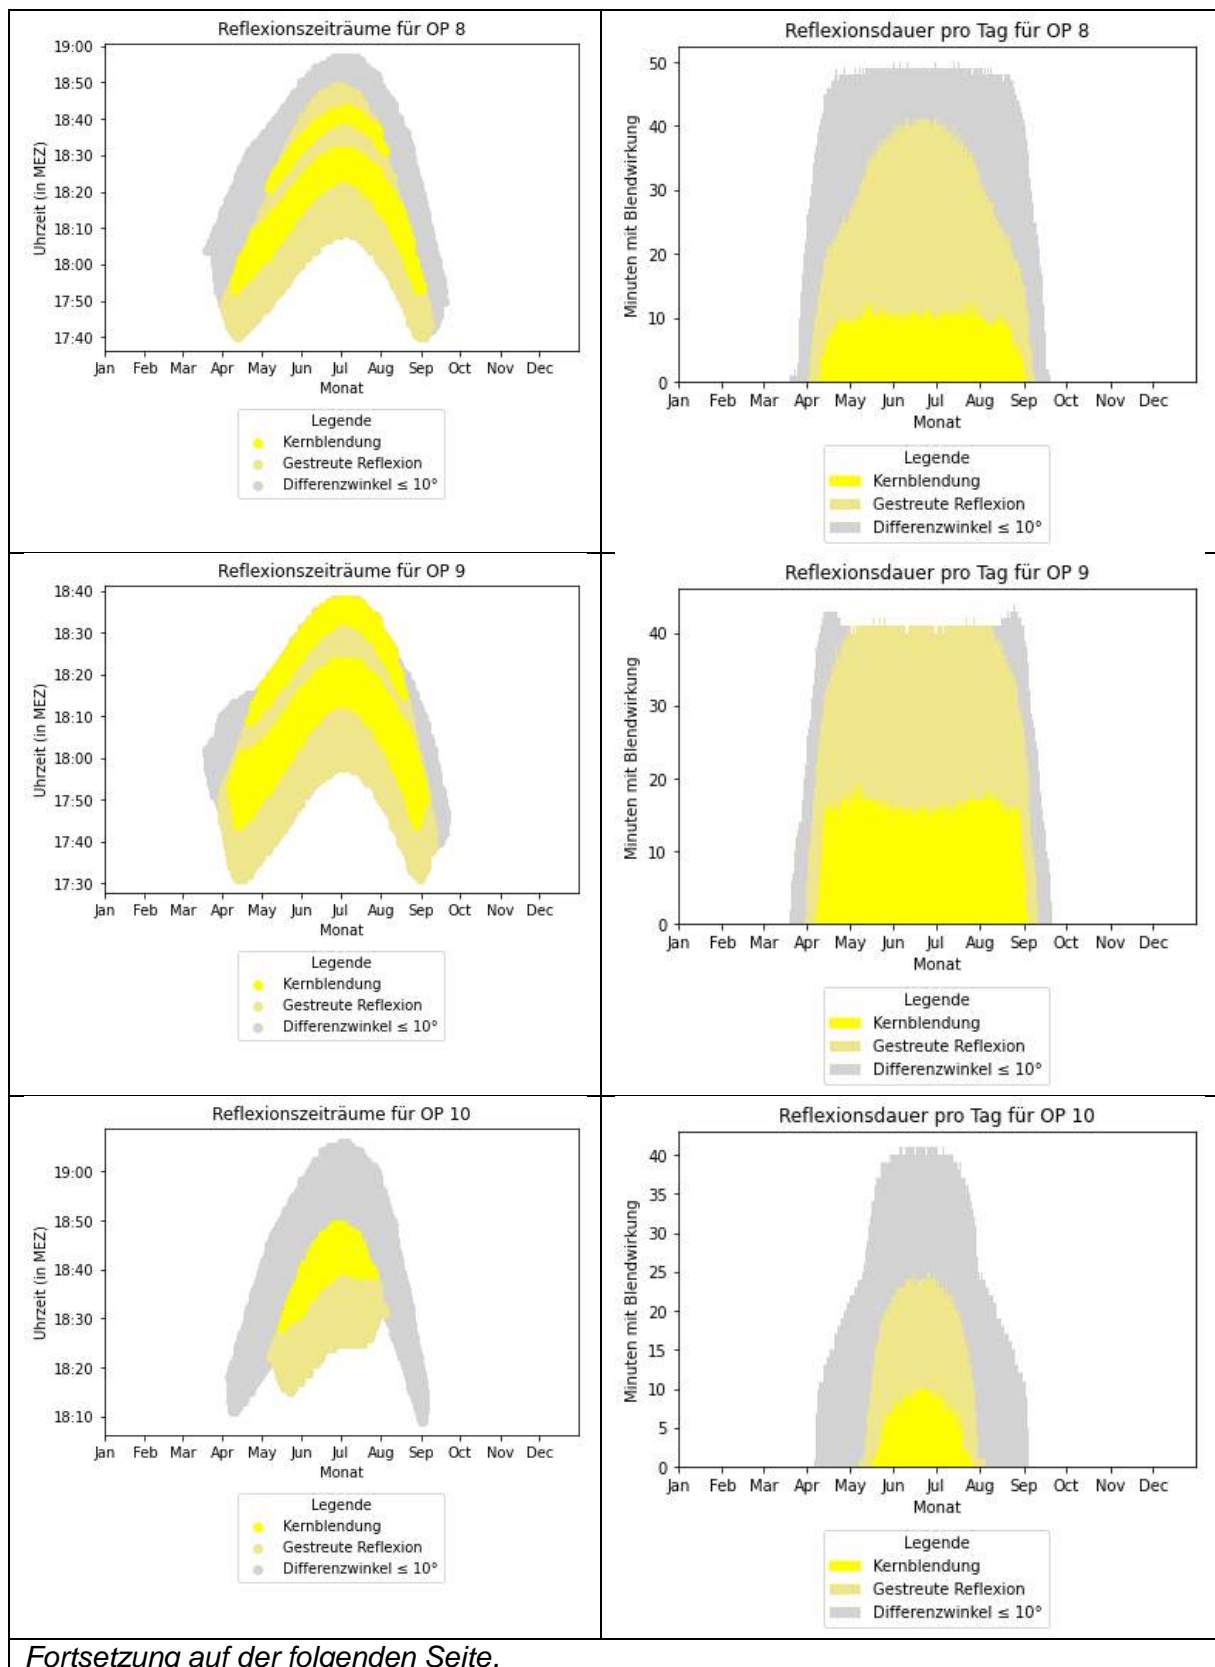 Reflexionszeiträume für OP 8
19:00
18:50
18:40
18:30
18:20
18:10
18:00
17:50
17:40
Uhrzeit (in MEZ)
Jan Feb Mar Apr May Jun Jul Aug Sep Oct Nov Dec
Monat
Legende
Kernblendung
Gestreute Reflexion
Differenzwinkel ≤ 10°
Reflexionsdauer pro Tag für OP 8
50
40
30
20
10
0
Minuten mit Blendwirkung
Jan Feb Mar Apr May Jun Jul Aug Sep Oct Nov Dec
Monat
Legende
Kernblendung
Gestreute Reflexion
Differenzwinkel ≤ 10°
Reflexionszeiträume für OP 9
18:40
18:30
18:20
18:10
18:00
17:50
17:40
17:30
Uhrzeit (in MEZ)
Jan Feb Mar Apr May Jun Jul Aug Sep Oct Nov Dec
Monat
Legende
Kernblendung
Gestreute Reflexion
Differenzwinkel ≤ 10°
Reflexionsdauer pro Tag für OP 9
40
30
20
10
0
Minuten mit Blendwirkung
Jan Feb Mar Apr May Jun Jul Aug Sep Oct Nov Dec
Monat
Legende
Kernblendung
Gestreute Reflexion
Differenzwinkel ≤ 10°
Reflexionszeiträume für OP 10
19:00
18:50
18:40
18:30
18:20
18:10
Uhrzeit (in MEZ)
Jan Feb Mar Apr May Jun Jul Aug Sep Oct Nov Dec
Monat
Legende
Kernblendung
Gestreute Reflexion
Differenzwinkel ≤ 10°
Reflexionsdauer pro Tag für OP 10
40
35
30
25
20
15
10
5
0
Minuten mit Blendwirkung
Jan Feb Mar Apr May Jun Jul Aug Sep Oct Nov Dec
Monat
Legende
Kernblendung
Gestreute Reflexion
Differenzwinkel ≤ 10°
Fortsetzung auf der folgenden Seite.